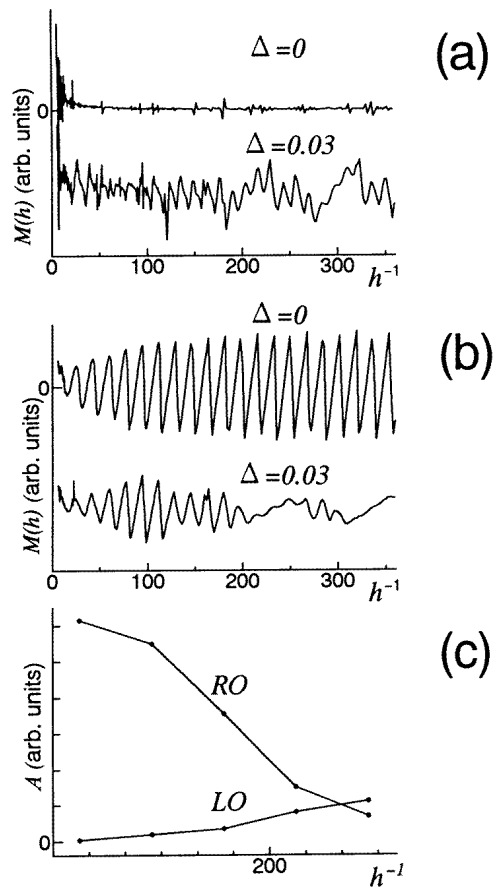 Δ=0
(a)
0
Δ=0.03
M(h) (arb. units)
0 100 200 300 h⁻¹
Δ=0
(b)
0
Δ=0.03
M(h) (arb. units)
0 100 200 300 h⁻¹
(c)
RO
A (arb. units)
LO
0
200 h⁻¹